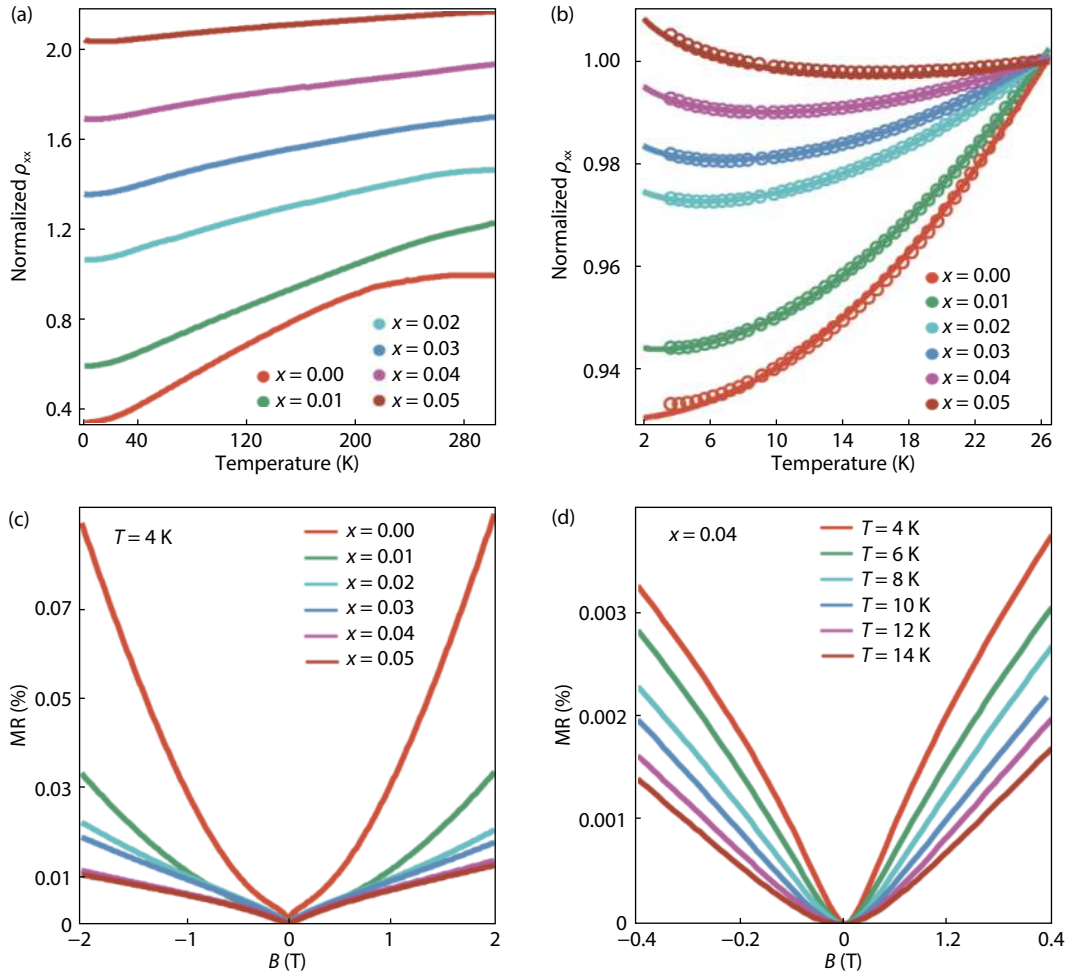 (a)
Normalized ρxx
2.0
1.6
1.2
0.8
0.4
x = 0.00
x = 0.01
x = 0.02
x = 0.03
x = 0.04
x = 0.05
0
40
120
200
280
Temperature (K)
(b)
Normalized ρxx
1.00
0.98
0.96
0.94
x = 0.00
x = 0.01
x = 0.02
x = 0.03
x = 0.04
x = 0.05
2
6
10
14
18
22
26
Temperature (K)
(c)
T = 4 K
MR (%)
0.07
0.05
0.03
0.01
0
x = 0.00
x = 0.01
x = 0.02
x = 0.03
x = 0.04
x = 0.05
−2
−1
0
1
2
B (T)
(d)
x = 0.04
MR (%)
0.003
0.002
0.001
0
T = 4 K
T = 6 K
T = 8 K
T = 10 K
T = 12 K
T = 14 K
−0.4
−0.2
0
1.2
0.4
B (T)